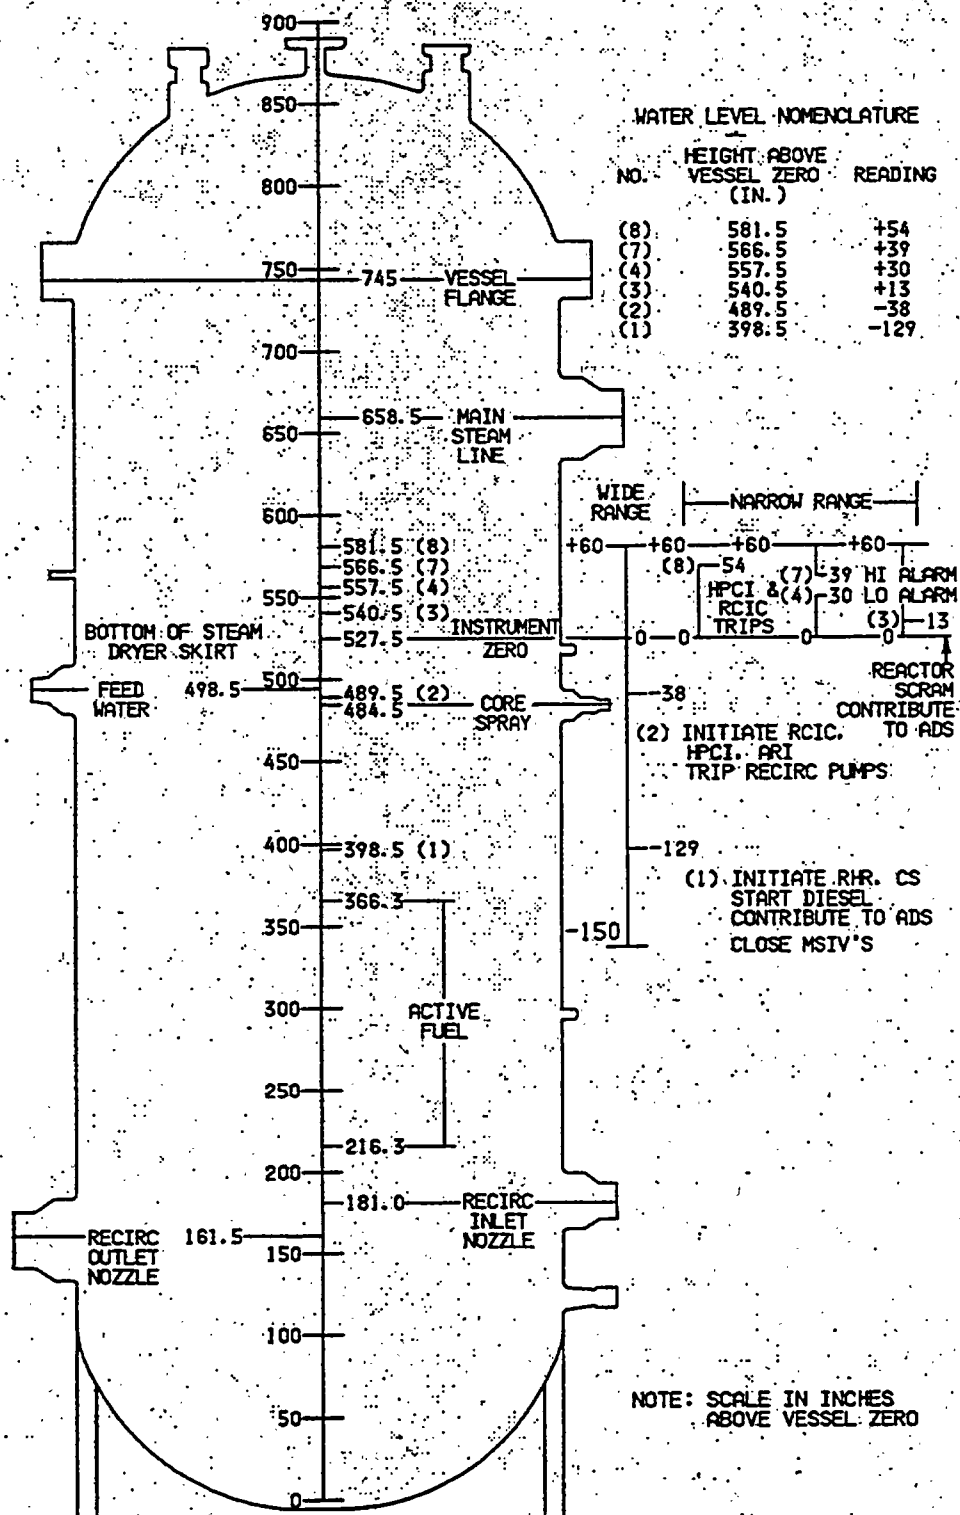 900
850
800
750
745 VESSEL FLANGE
700
658.5 MAIN STEAM LINE
650
600
581.5 (8)
566.5 (7)
557.5 (4)
550
540.5 (3)
527.5 INSTRUMENT ZERO
BOTTOM OF STEAM
DRYER SKIRT
500
FEED WATER 498.5
489.5 (2)
484.5 CORE SPRAY
450
400
398.5 (1)
366.3
350
300
ACTIVE
FUEL
250
216.3
200
181.0 RECIRC INLET NOZZLE
RECIRC OUTLET NOZZLE 161.5
150
100
50
0
WATER LEVEL NOMENCLATURE
HEIGHT ABOVE
NO. VESSEL ZERO READING
(IN.)
(8) 581.5 +54
(7) 566.5 +39
(4) 557.5 +30
(3) 540.5 +13
(2) 489.5 -38
(1) 398.5 -129
WIDE
RANGE
NARROW RANGE
+60 +60 +60 +60
(8) 54
HPCI &
RCIC
TRIPS
(7) 39 HI ALARM
(4) 30 LO ALARM
(3) 13
0 0 0 0
REACTOR
SCRAM
CONTRIBUTE
TO ADS
-38
(2) INITIATE RCIC.
HPCI. ARI
TRIP RECIRC PUMPS
-129
(1) INITIATE RHR. CS
START DIESEL
CONTRIBUTE TO ADS
CLOSE MSIV'S
-150
NOTE: SCALE IN INCHES
ABOVE VESSEL ZERO